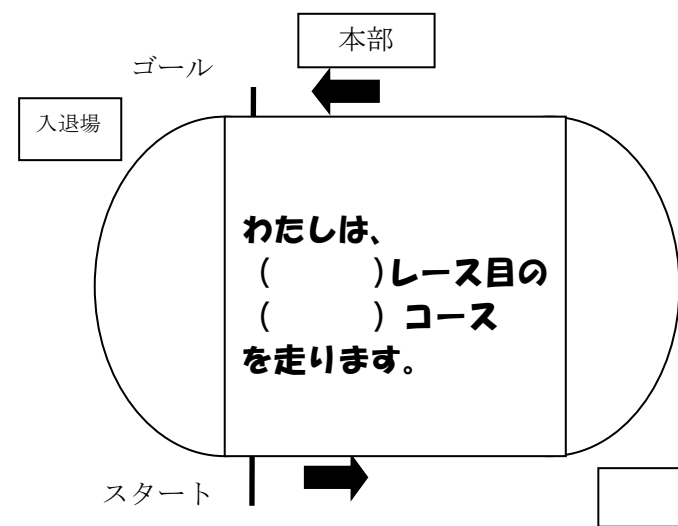 本部
ゴール
入退場
わたしは、
(　　　)レース目の
(　　　) コース
を走ります。
スタート